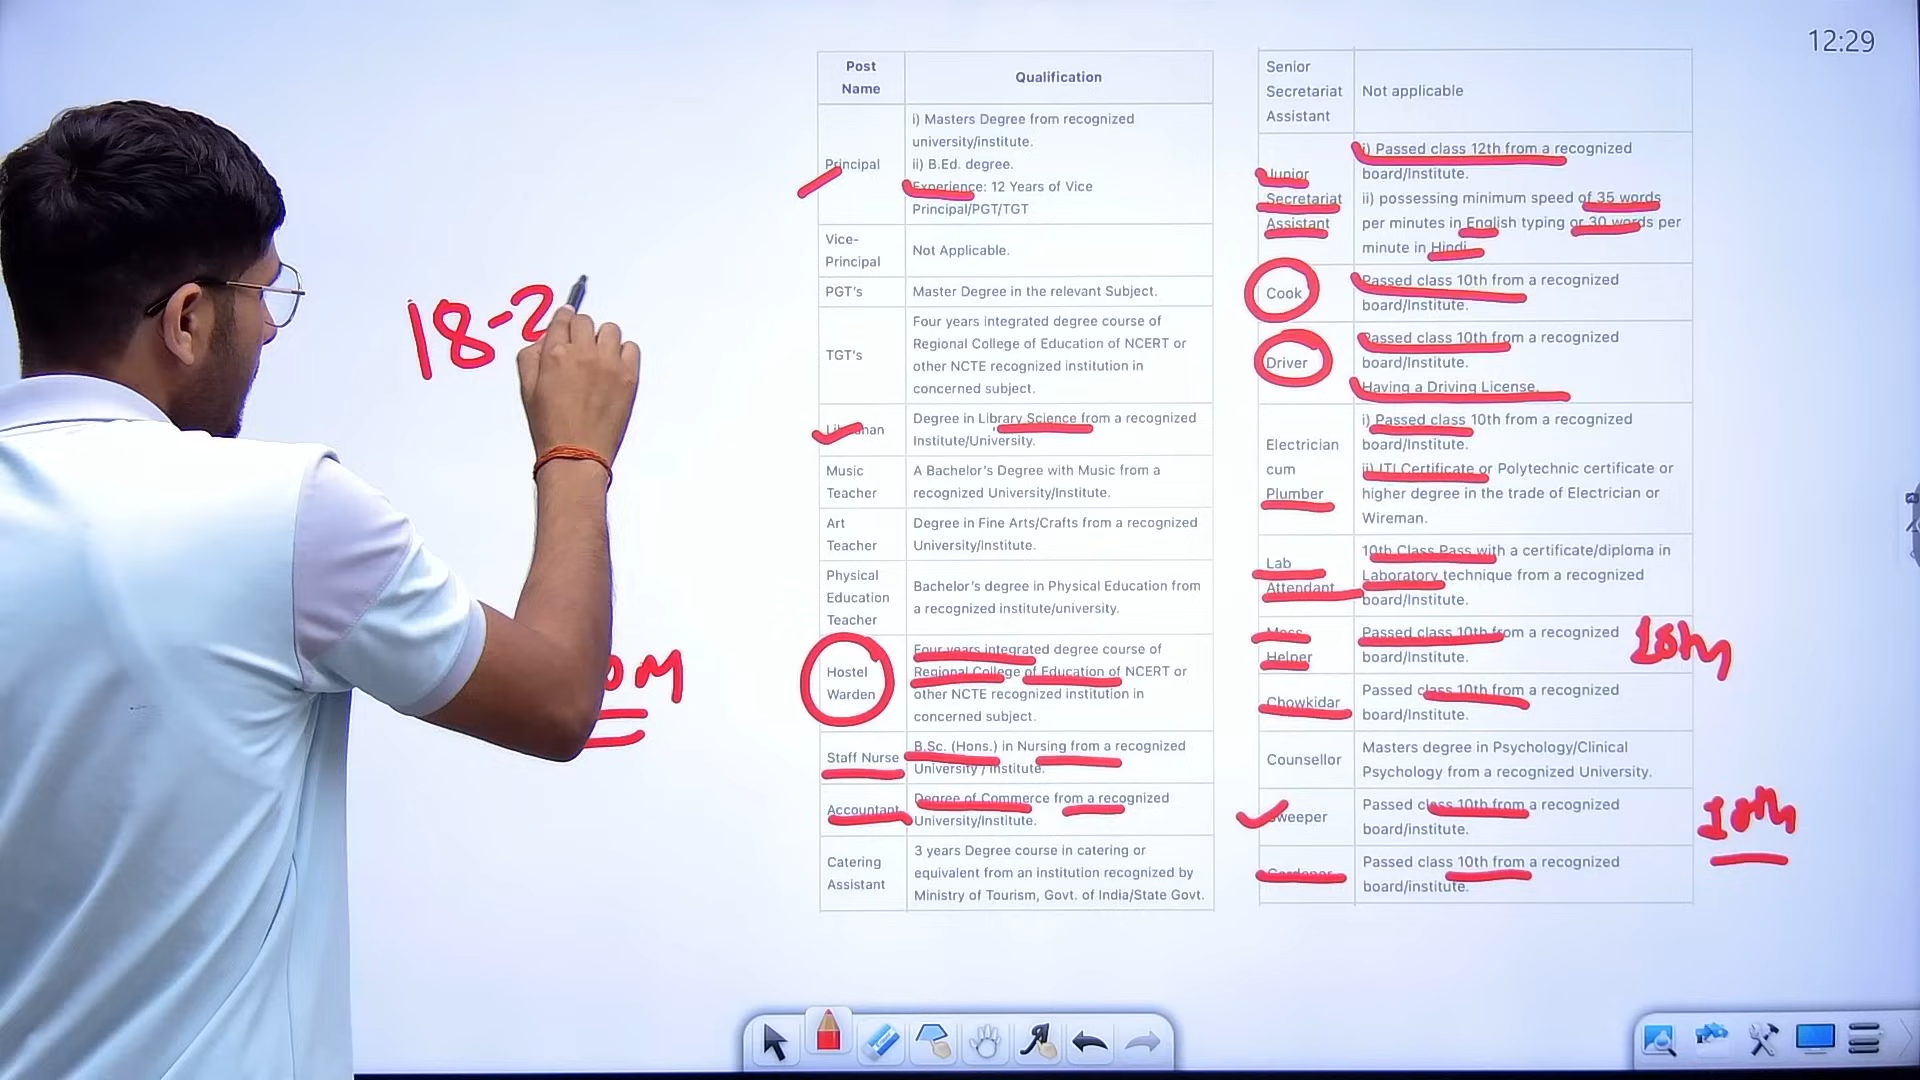 12:29
Post
Name
Qualification
Principal
i) Masters Degree from recognized
university/institute.
ii) B.Ed. degree.
Experience: 12 Years of Vice
Principal/PGT/TGT
Vice-
Principal
Not Applicable.
PGT's
Master Degree in the relevant Subject.
TGT's
Four years integrated degree course of
Regional College of Education of NCERT or
other NCTE recognized institution in
concerned subject.
Degree in Library Science from a recognized
Institute/University.
Music
Teacher
A Bachelor's Degree with Music from a
recognized University/Institute.
Art
Teacher
Degree in Fine Arts/Crafts from a recognized
University/Institute.
Physical
Education
Teacher
Bachelor's degree in Physical Education from
a recognized institute/university.
Hostel
Warden
Four years integrated degree course of
Regional College of Education of NCERT or
other NCTE recognized institution in
concerned subject.
Staff Nurse
B.Sc. (Hons.) in Nursing from a recognized
University / Institute.
Accountant
Degree of Commerce from a recognized
University/Institute.
Catering
Assistant
3 years Degree course in catering or
equivalent from an institution recognized by
Ministry of Tourism, Govt. of India/State Govt.
Senior
Secretariat
Assistant
Not applicable
Junior
Secretariat
Assistant
i) Passed class 12th from a recognized
board/Institute.
ii) possessing minimum speed of 35 words
per minutes in English typing or 30 words per
minute in Hindi
Cook
Passed class 10th from a recognized
board/Institute.
Driver
Passed class 10th from a recognized
board/Institute.
Having a Driving License.
Electrician
cum
Plumber
i) Passed class 10th from a recognized
board/Institute.
ii) ITI Certificate or Polytechnic certificate or
higher degree in the trade of Electrician or
Wireman.
Lab
Attendant
10th Class Pass with a certificate/diploma in
Laboratory technique from a recognized
board/Institute.
Mess
Helper
Passed class 10th from a recognized
board/Institute.
10th
Chowkidar
Passed class 10th from a recognized
board/Institute.
Counsellor
Masters degree in Psychology/Clinical
Psychology from a recognized University.
Sweeper
Passed class 10th from a recognized
board/institute.
10th
Gardener
Passed class 10th from a recognized
board/institute.
18-2